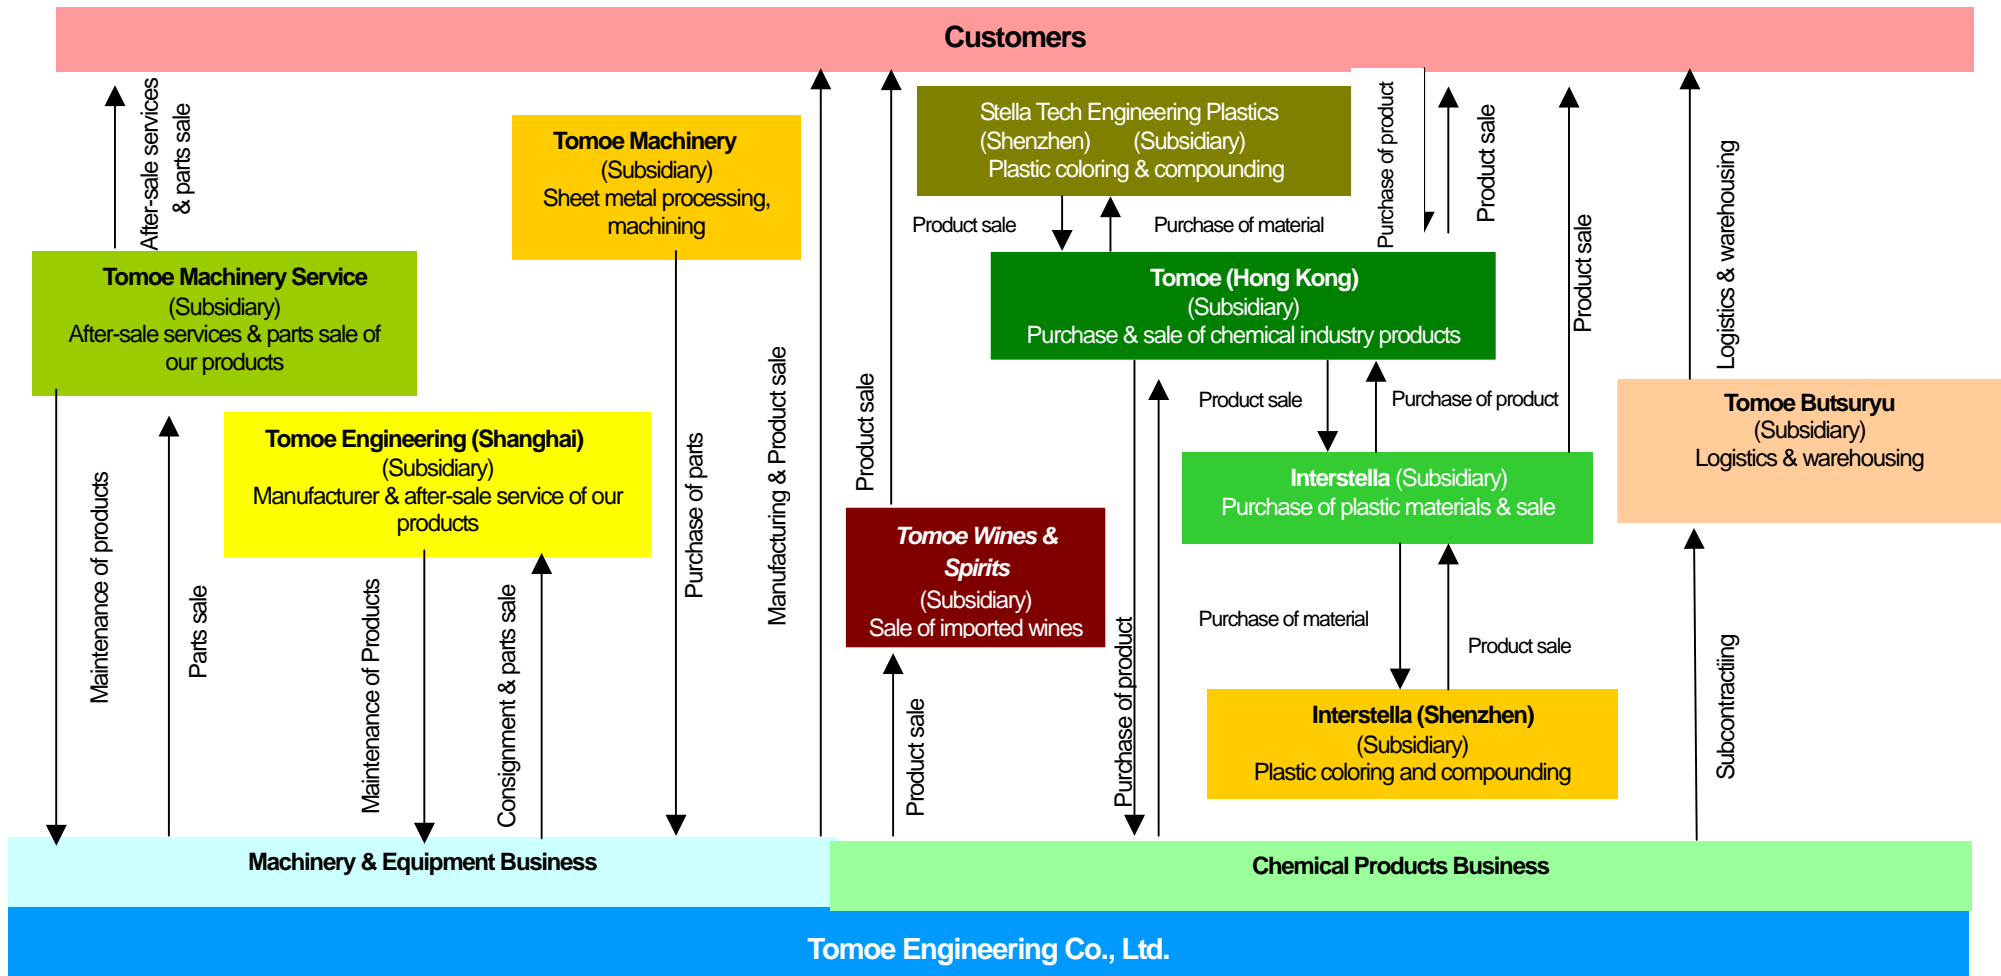 Customers
After-sale services
& parts sale
Tomoe Machinery Service
(Subsidiary)
After-sale services & parts sale of
our products
Maintenance of products
Parts sale
Tomoe Engineering (Shanghai)
(Subsidiary)
Manufacturer & after-sale service of our
products
Maintenance of Products
Consignment & parts sale
Tomoe Machinery
(Subsidiary)
Sheet metal processing,
machining
Purchase of parts
Manufacturing & Product sale
Product sale
Tomoe Wines &
Spirits
(Subsidiary)
Sale of imported wines
Product sale
Stella Tech Engineering Plastics
(Shenzhen) (Subsidiary)
Plastic coloring & compounding
Product sale
Purchase of material
Purchase of product
Product sale
Product sale
Tomoe (Hong Kong)
(Subsidiary)
Purchase & sale of chemical industry products
Purchase of product
Product sale
Purchase of product
Interstella (Subsidiary)
Purchase of plastic materials & sale
Purchase of material
Product sale
Interstella (Shenzhen)
(Subsidiary)
Plastic coloring and compounding
Logistics & warehousing
Tomoe Butsuryu
(Subsidiary)
Logistics & warehousing
Subcontractiing
Machinery & Equipment Business
Chemical Products Business
Tomoe Engineering Co., Ltd.